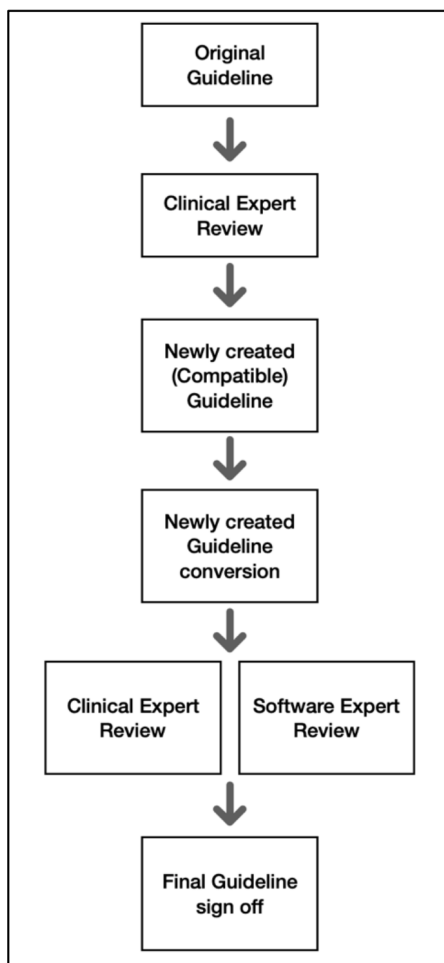 Original
Guideline
Clinical Expert
Review
Newly created
(Compatible)
Guideline
Newly created
Guideline
conversion
Clinical Expert
Review
Software Expert
Review
Final Guideline
sign off